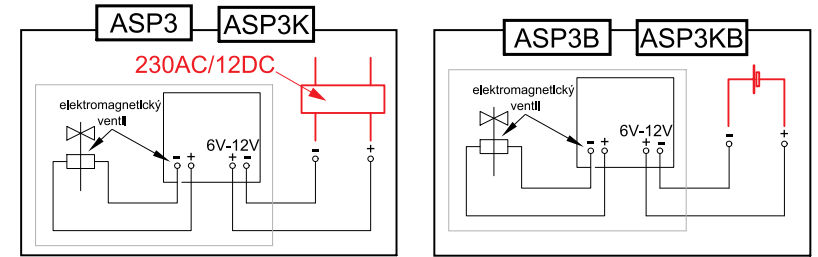 ASP3 ASP3K
230AC/12DC
elektromagnetický
ventil
6V-12V
- + + - - +
ASP3B ASP3KB
elektromagnetický
ventil
6V-12V
- + + - - +